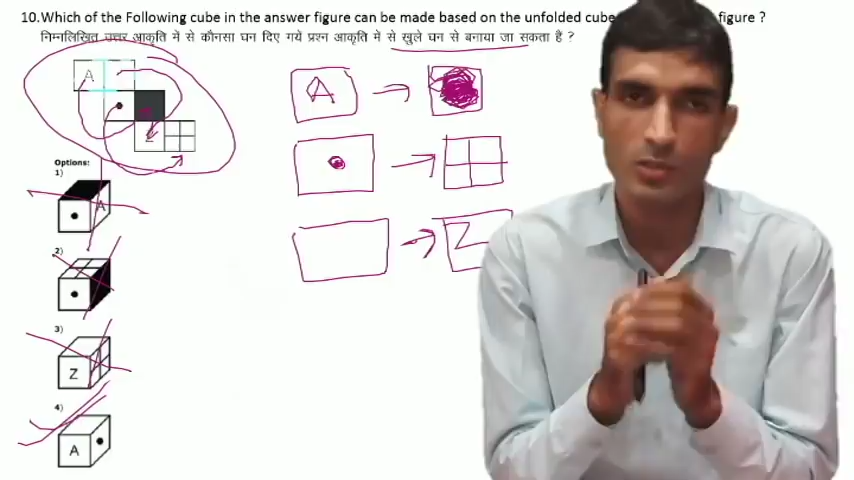 10.Which of the Following cube in the answer figure can be made based on the unfolded cube figure ?
निम्नलिखित उत्तर आकृति में से कौनसा घन दिए गयें प्रश्न आकृति में से खुले घन से बनाया जा सकता है ?
A
Z
A
Z
Options:
1)
A
2)
3)
Z
4)
A